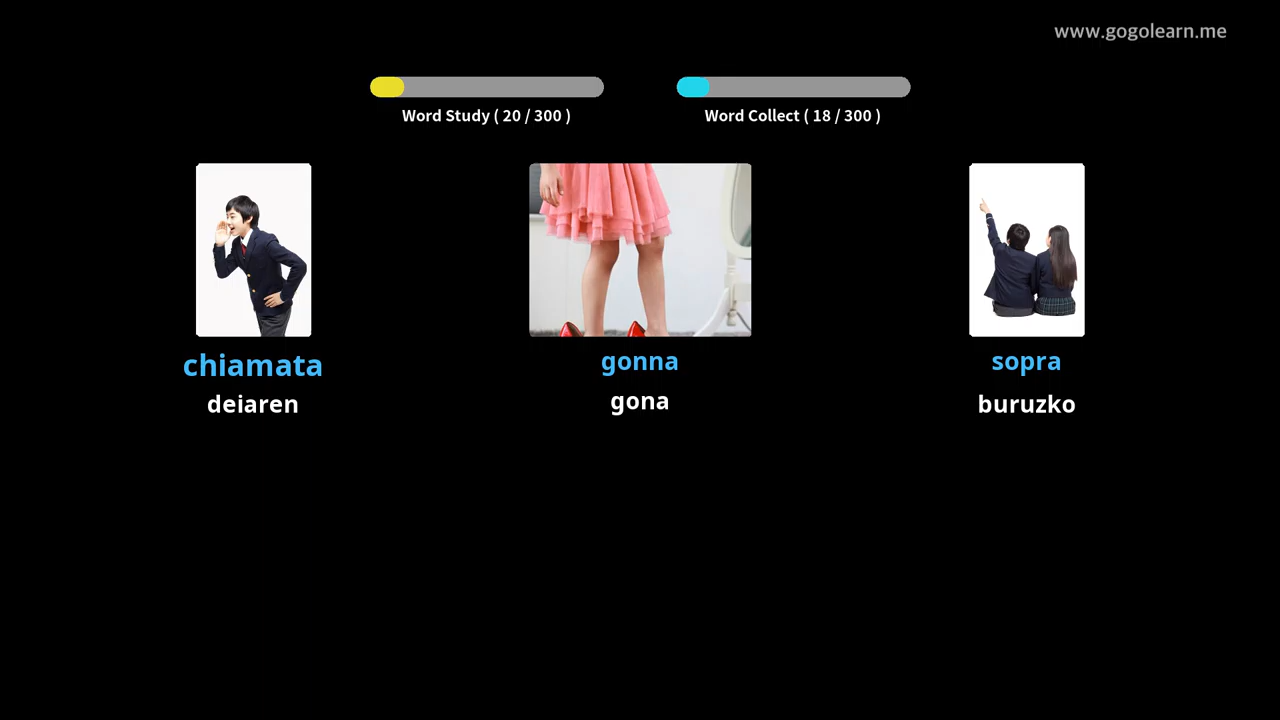 www.gogolearn.me
Word Study ( 20 / 300 )
Word Collect ( 18 / 300 )
chiamata
deiaren
gonna
gona
sopra
buruzko